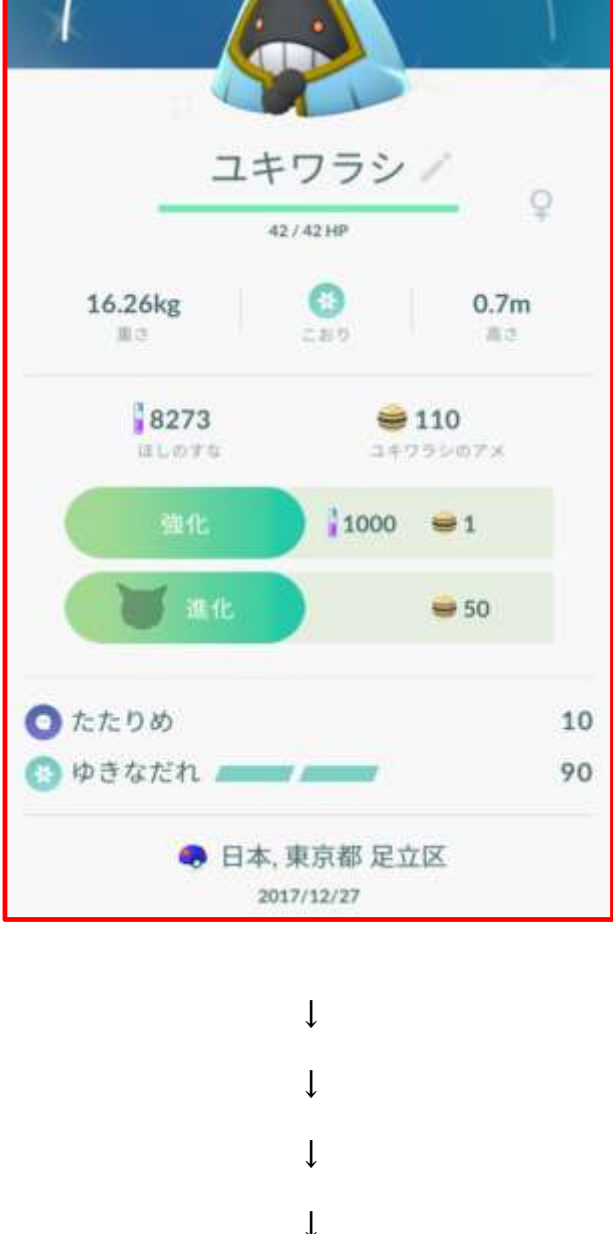 ユキワラシ
♀
42 / 42 HP
16.26kg
重さ
こおり
0.7m
高さ
8273
ほしのすな
110
ユキワラシのアメ
強化 1000 1
進化 50
たたりめ 10
ゆきなだれ 90
日本, 東京都 足立区
2017/12/27
↓
↓
↓
↓